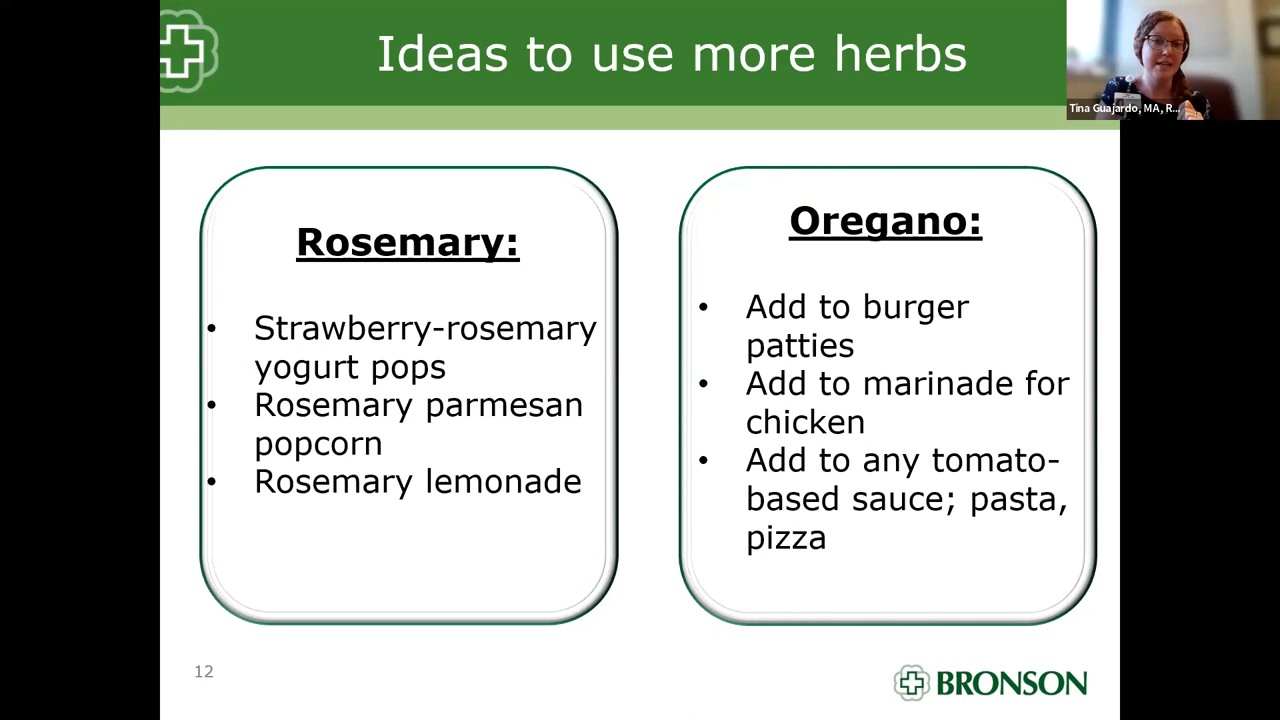 Ideas to use more herbs
Tina Guajardo, MA, R...
Rosemary:
• Strawberry-rosemary
yogurt pops
• Rosemary parmesan
popcorn
• Rosemary lemonade
Oregano:
• Add to burger
patties
• Add to marinade for
chicken
• Add to any tomato-
based sauce; pasta,
pizza
12
BRONSON